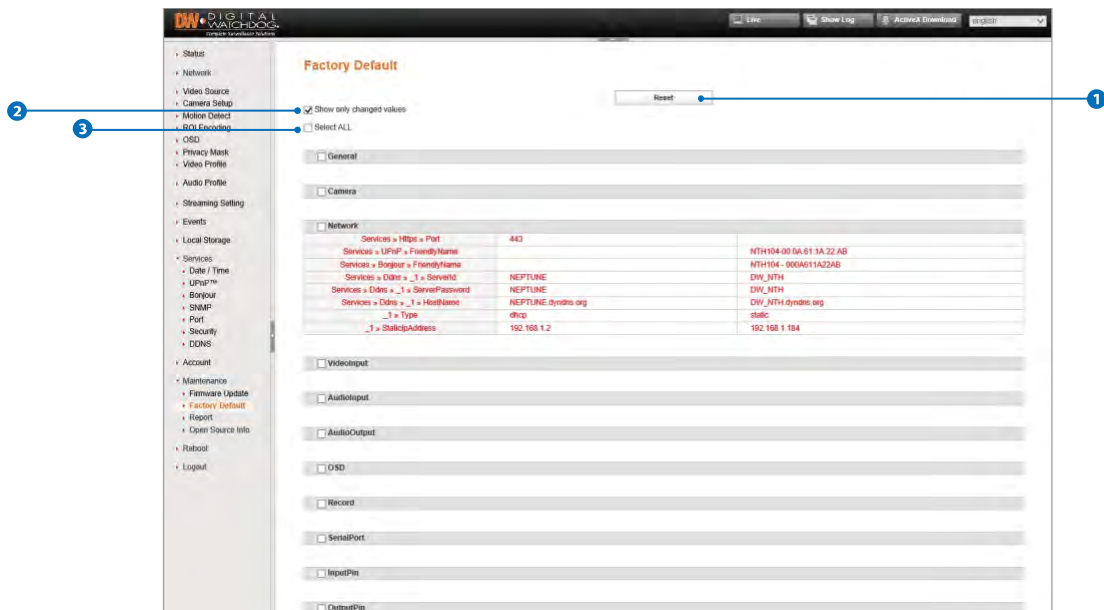 DW DIGITAL WATCHDOG®
Complete Surveillance Solutions
Live
Show Log
ActiveX Download
english
Status
Network
Video Source
Camera Setup
Motion Detect
ROI Encoding
OSD
Privacy Mask
Video Profile
Audio Profile
Streaming Setting
Events
Local Storage
Services
Date / Time
UPnP™
Bonjour
SNMP
Port
Security
DDNS
Account
Maintenance
Firmware Update
Factory Default
Report
Open Source Info
Reboot
Logout
Factory Default
Reset
1
2
Show only changed values
3
Select ALL
General
Camera
Network
Services » Https » Port 443
Services » UPnP » FriendlyName NTH104-00:0A:61:1A:22:AB
Services » Bonjour » FriendlyName NTH104 - 000A611A22AB
Services » Ddns » _1 » ServerId NEPTUNE DW_NTH
Services » Ddns » _1 » ServerPassword NEPTUNE DW_NTH
Services » Ddns » _1 » HostName NEPTUNE.dyndns.org DW_NTH.dyndns.org
_1 » Type dhcp static
_1 » StaticIpAddress 192.168.1.2 192.168.1.184
VideoInput
AudioInput
AudioOutput
OSD
Record
SerialPort
InputPin
OutputPin